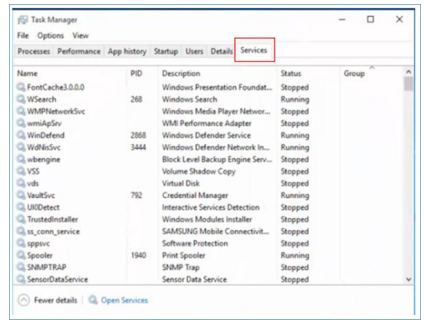 Task Manager
File Options View
Processes Performance App history Startup Users Details Services
Name PID Description Status Group
FontCache3.0.0.0 Windows Presentation Foundat... Stopped
WSearch 268 Windows Search Running
WMPNetworkSvc Windows Media Player Networ... Stopped
wmiApSrv WMI Performance Adapter Stopped
WinDefend 2868 Windows Defender Service Running
WdNisSvc 3444 Windows Defender Network In... Running
wbengine Block Level Backup Engine Serv... Stopped
VSS Volume Shadow Copy Stopped
vds Virtual Disk Stopped
VaultSvc 792 Credential Manager Running
UI0Detect Interactive Services Detection Stopped
TrustedInstaller Windows Modules Installer Stopped
ss_conn_service SAMSUNG Mobile Connectivit... Stopped
sppsvc Software Protection Stopped
Spooler 1940 Print Spooler Running
SNMPTRAP SNMP Trap Stopped
SensorDataService Sensor Data Service Stopped
Fewer details Open Services